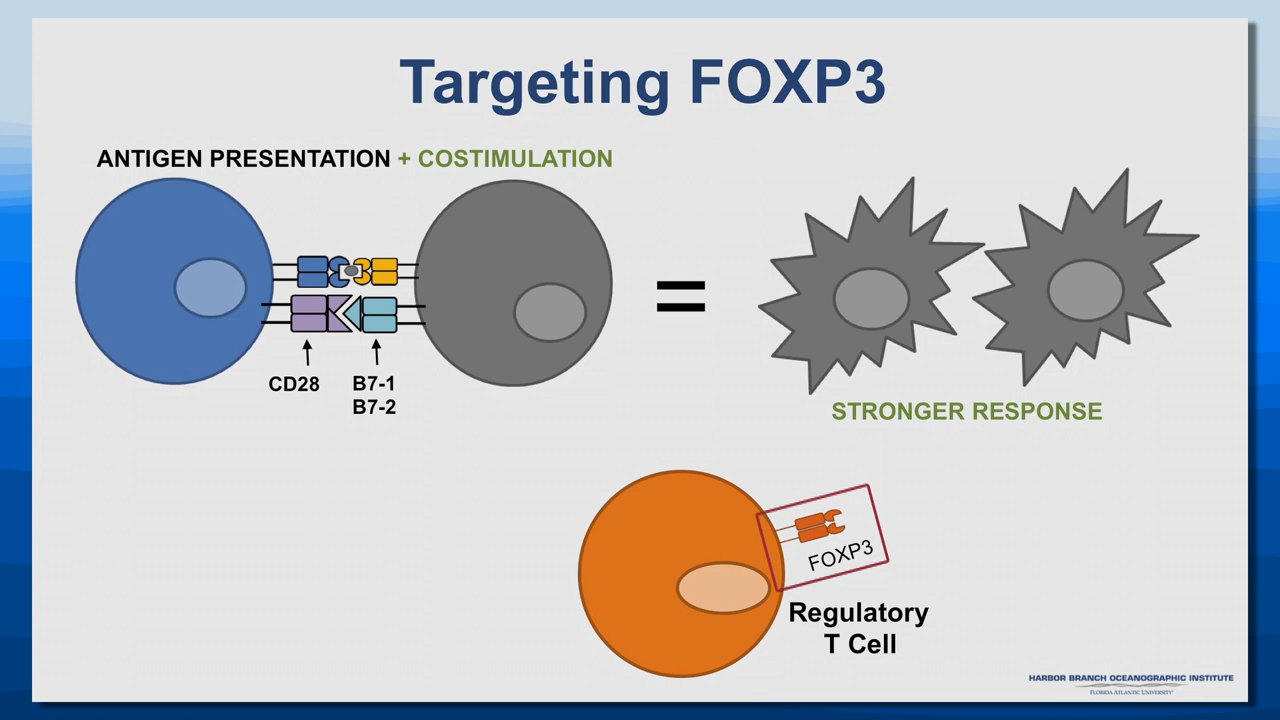 Targeting FOXP3
ANTIGEN PRESENTATION + COSTIMULATION
CD28
B7-1
B7-2
STRONGER RESPONSE
FOXP3
Regulatory
T Cell
HARBOR BRANCH OCEANOGRAPHIC INSTITUTE
FLORIDA ATLANTIC UNIVERSITY